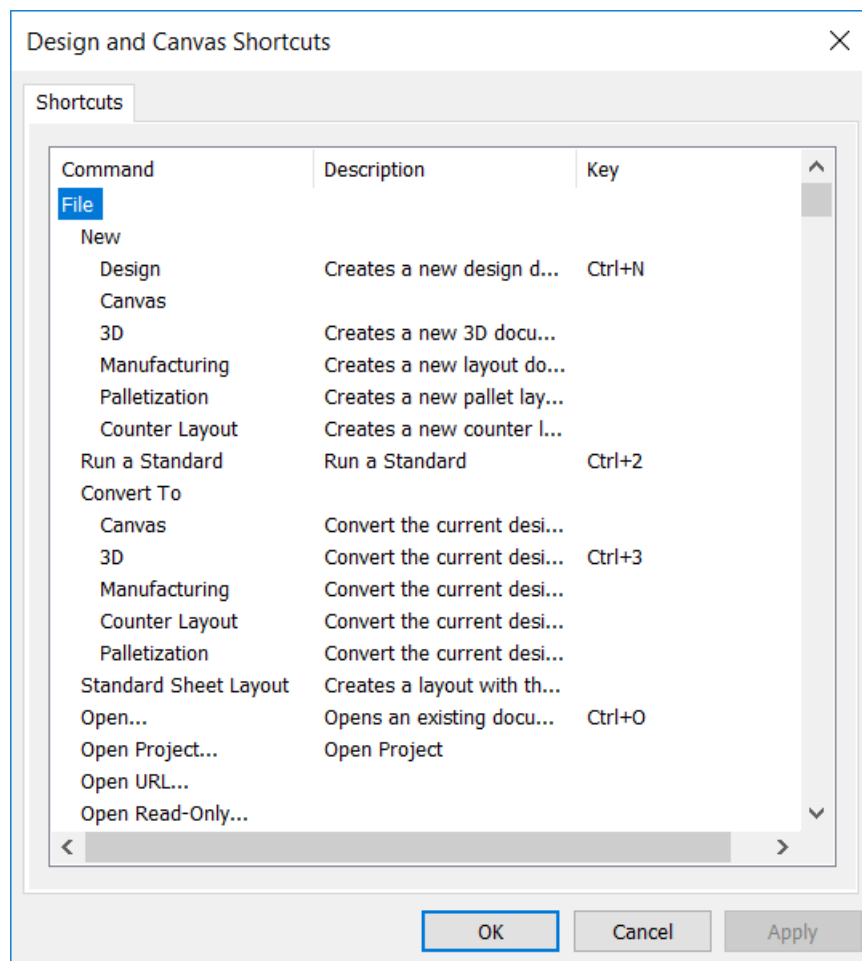 Design and Canvas Shortcuts
Shortcuts
Command Description Key
File
New
Design Creates a new design d... Ctrl+N
Canvas
3D Creates a new 3D docu...
Manufacturing Creates a new layout do...
Palletization Creates a new pallet lay...
Counter Layout Creates a new counter l...
Run a Standard Run a Standard Ctrl+2
Convert To
Canvas Convert the current desi...
3D Convert the current desi... Ctrl+3
Manufacturing Convert the current desi...
Counter Layout Convert the current desi...
Palletization Convert the current desi...
Standard Sheet Layout Creates a layout with th...
Open... Opens an existing docu... Ctrl+O
Open Project... Open Project
Open URL...
Open Read-Only...
OK Cancel Apply